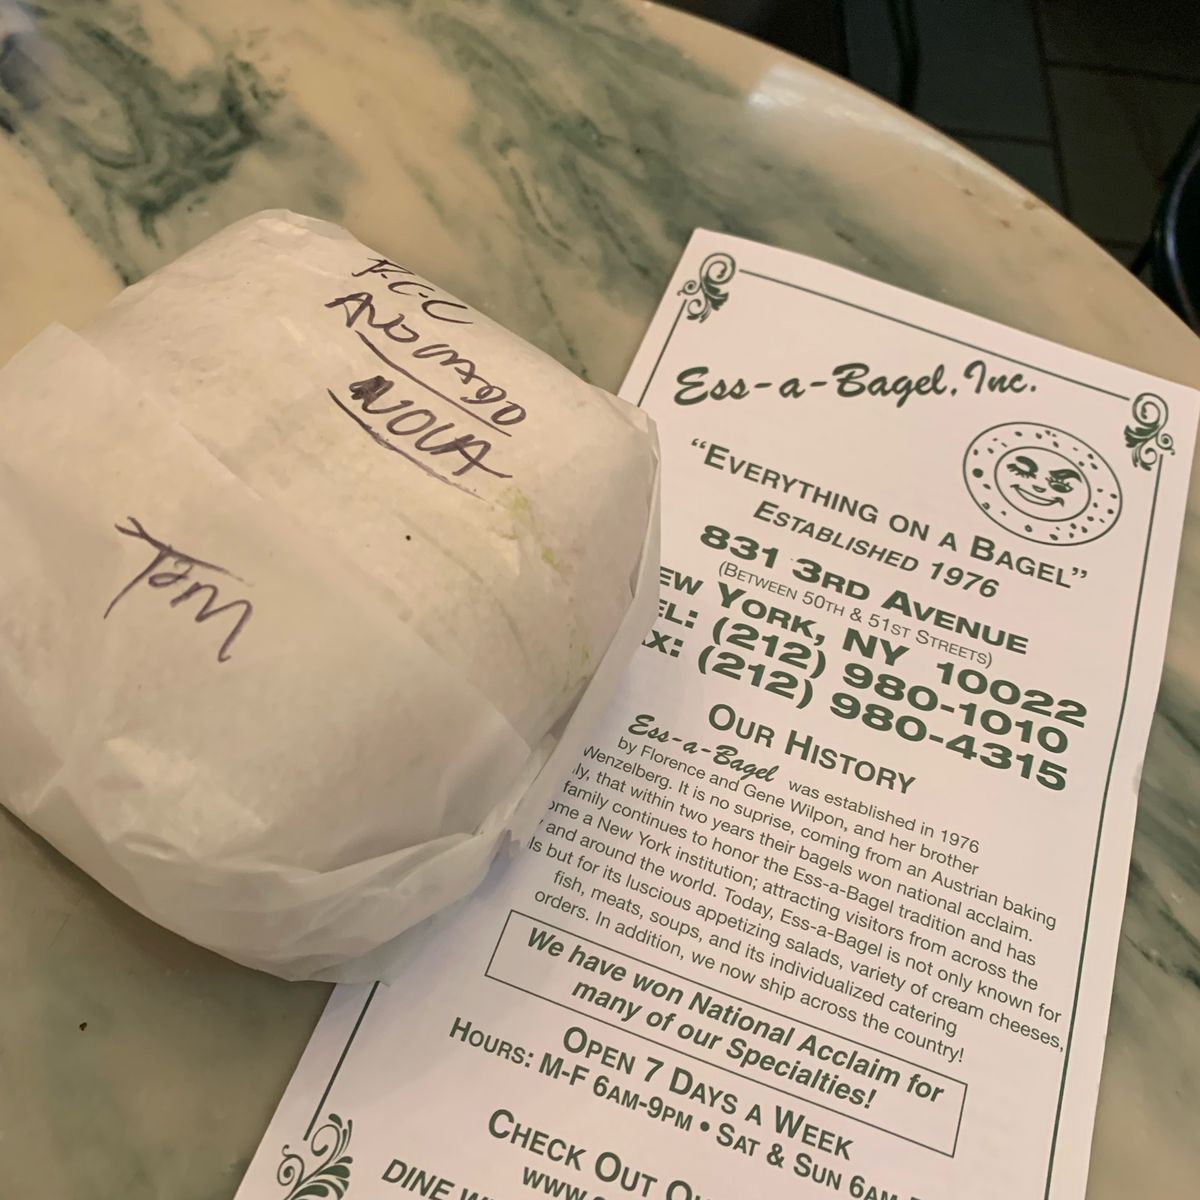 P.C.C
AVOCADO
NOVA
Tom
Ess-a-Bagel, Inc.
“EVERYTHING ON A BAGEL”
ESTABLISHED 1976
831 3RD AVENUE
(BETWEEN 50TH & 51ST STREETS)
EW YORK, NY 10022
EL: (212) 980-1010
X: (212) 980-4315
OUR HISTORY
Ess-a-Bagel was established in 1976
by Florence and Gene Wilpon, and her brother
Wenzelberg. It is no suprise, coming from an Austrian baking
ly, that within two years their bagels won national acclaim.
family continues to honor the Ess-a-Bagel tradition and has
ome a New York institution; attracting visitors from across the
and around the world. Today, Ess-a-Bagel is not only known for
ls but for its luscious appetizing salads, variety of cream cheeses,
fish, meats, soups, and its individualized catering
orders. In addition, we now ship across the country!
We have won National Acclaim for
many of our Specialties!
OPEN 7 DAYS A WEEK
HOURS: M-F 6AM-9PM • SAT & SUN 6AM-
CHECK OUT OU
www.
DINE W